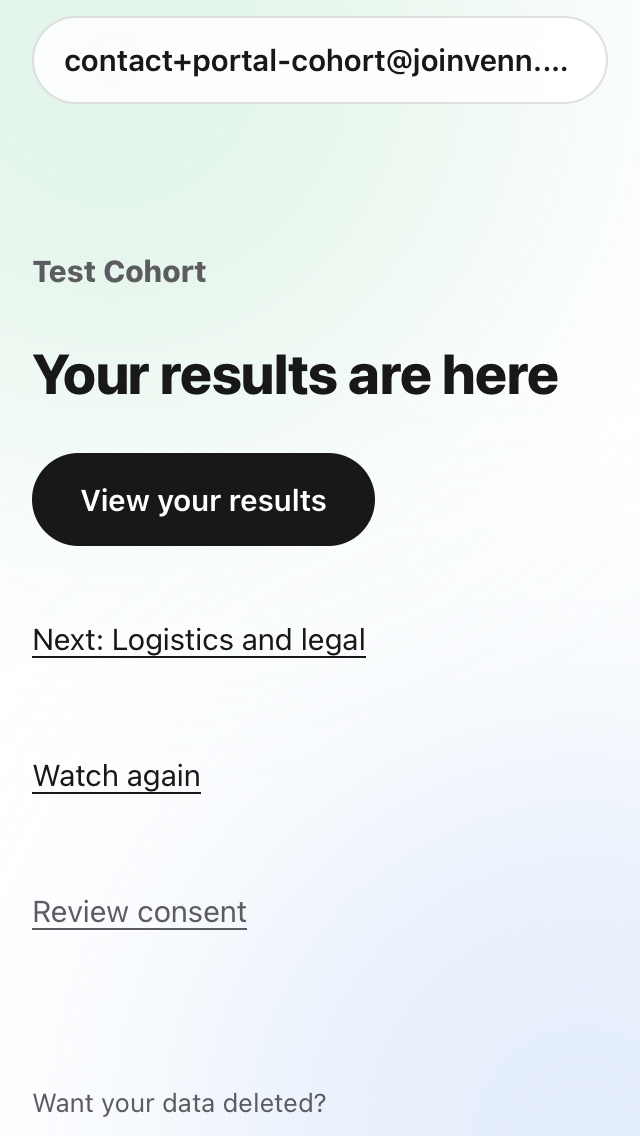 contact+portal-cohort@joinvenn....
Test Cohort
Your results are here
View your results
Next: Logistics and legal
Watch again
Review consent
Want your data deleted?